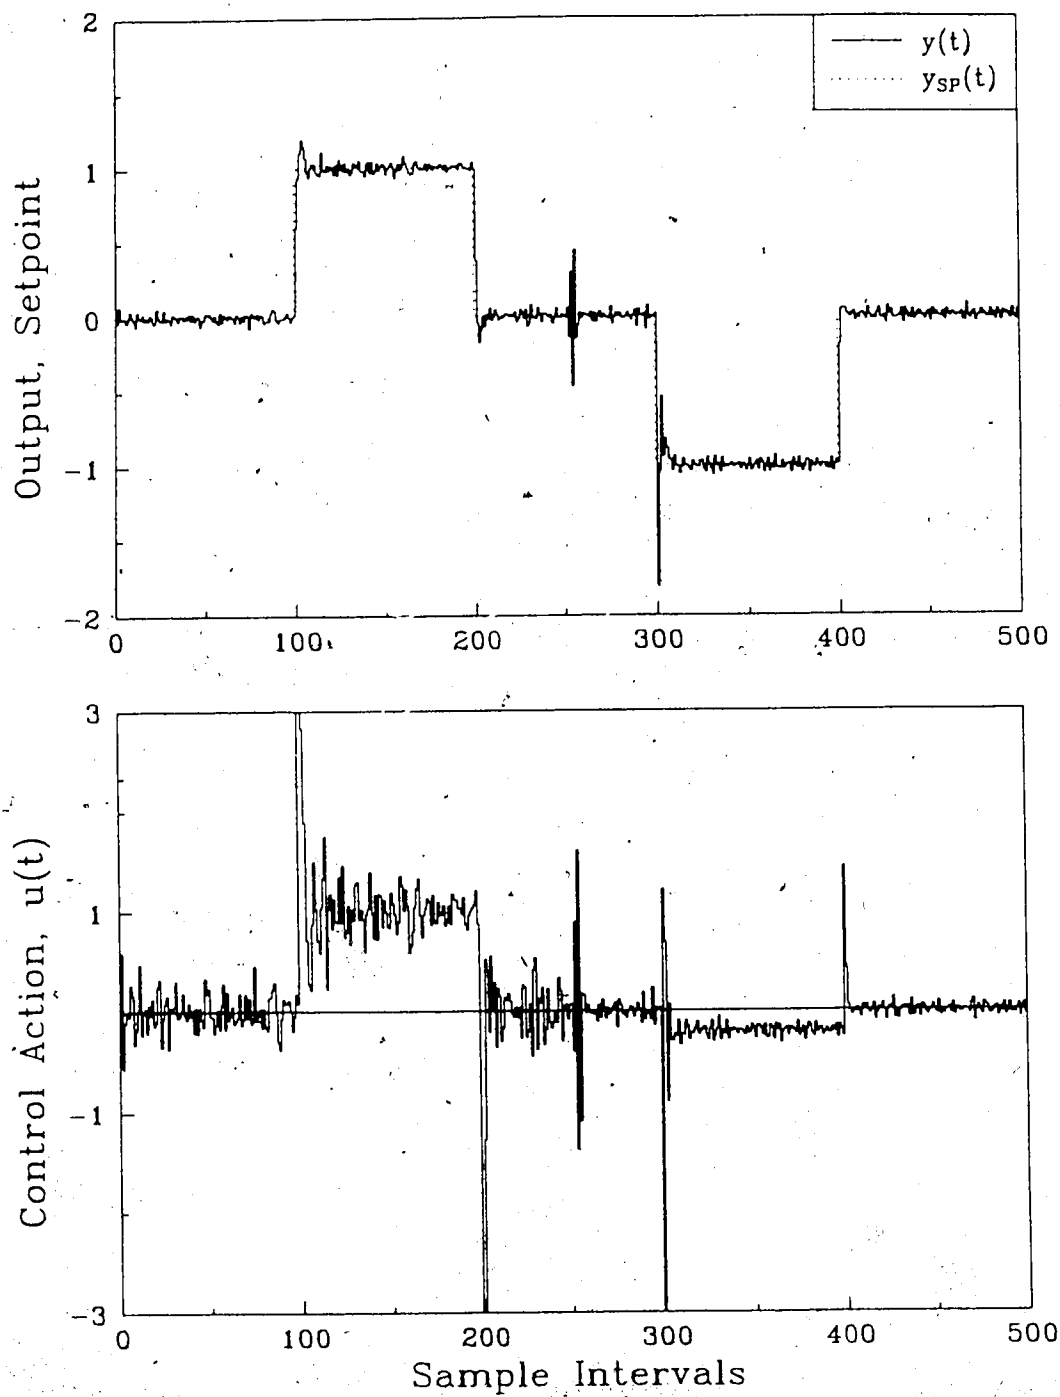 2
1
0
-1
-2
Output, Setpoint
y(t)
y_SP(t)
0 100 200 300 400 500
3
1
-1
-3
Control Action, u(t)
0 100 200 300 400 500
Sample Intervals